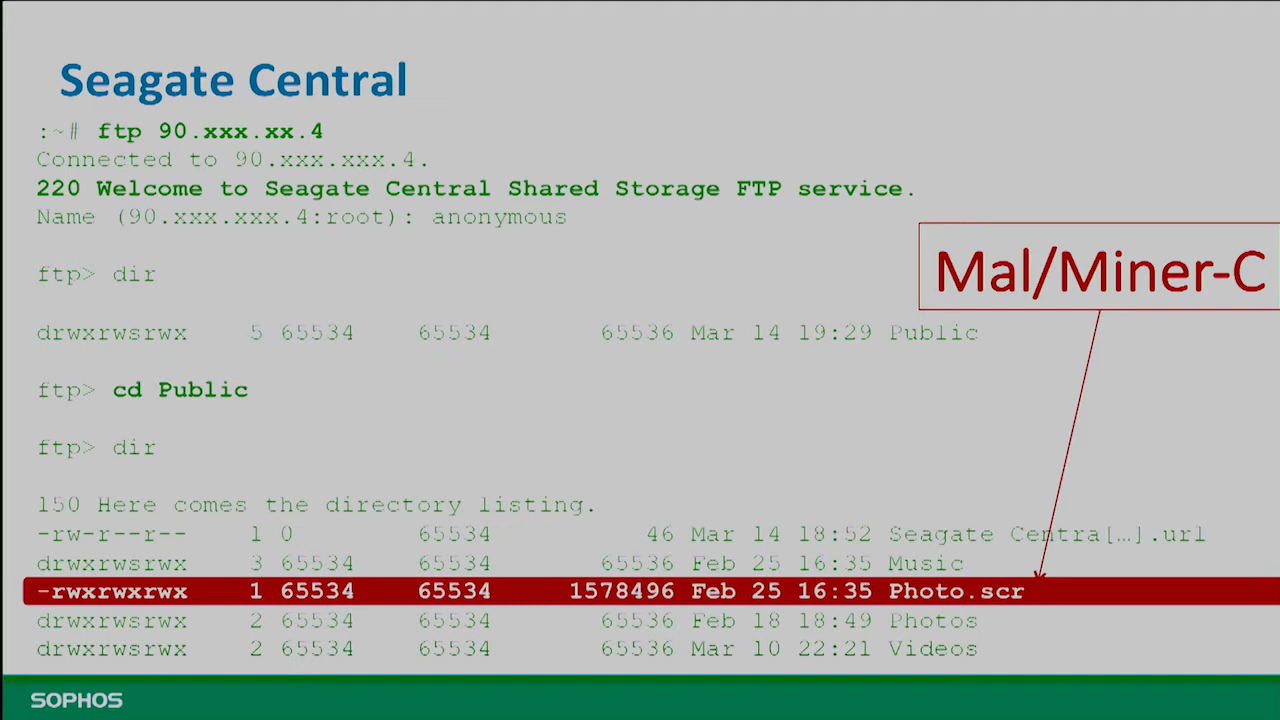 Seagate Central
:~# ftp 90.xxx.xx.4
Connected to 90.xxx.xxx.4.
220 Welcome to Seagate Central Shared Storage FTP service.
Name (90.xxx.xxx.4:root): anonymous
Mal/Miner-C
ftp> dir
drwxrwsrwx 5 65534 65534 65536 Mar 14 19:29 Public
ftp> cd Public
ftp> dir
150 Here comes the directory listing.
-rw-r--r-- 1 0 65534 46 Mar 14 18:52 Seagate Centra[…].url
drwxrwsrwx 3 65534 65534 65536 Feb 25 16:35 Music
-rwxrwxrwx 1 65534 65534 1578496 Feb 25 16:35 Photo.scr
drwxrwsrwx 2 65534 65534 65536 Feb 18 18:49 Photos
drwxrwsrwx 2 65534 65534 65536 Mar 10 22:21 Videos
SOPHOS